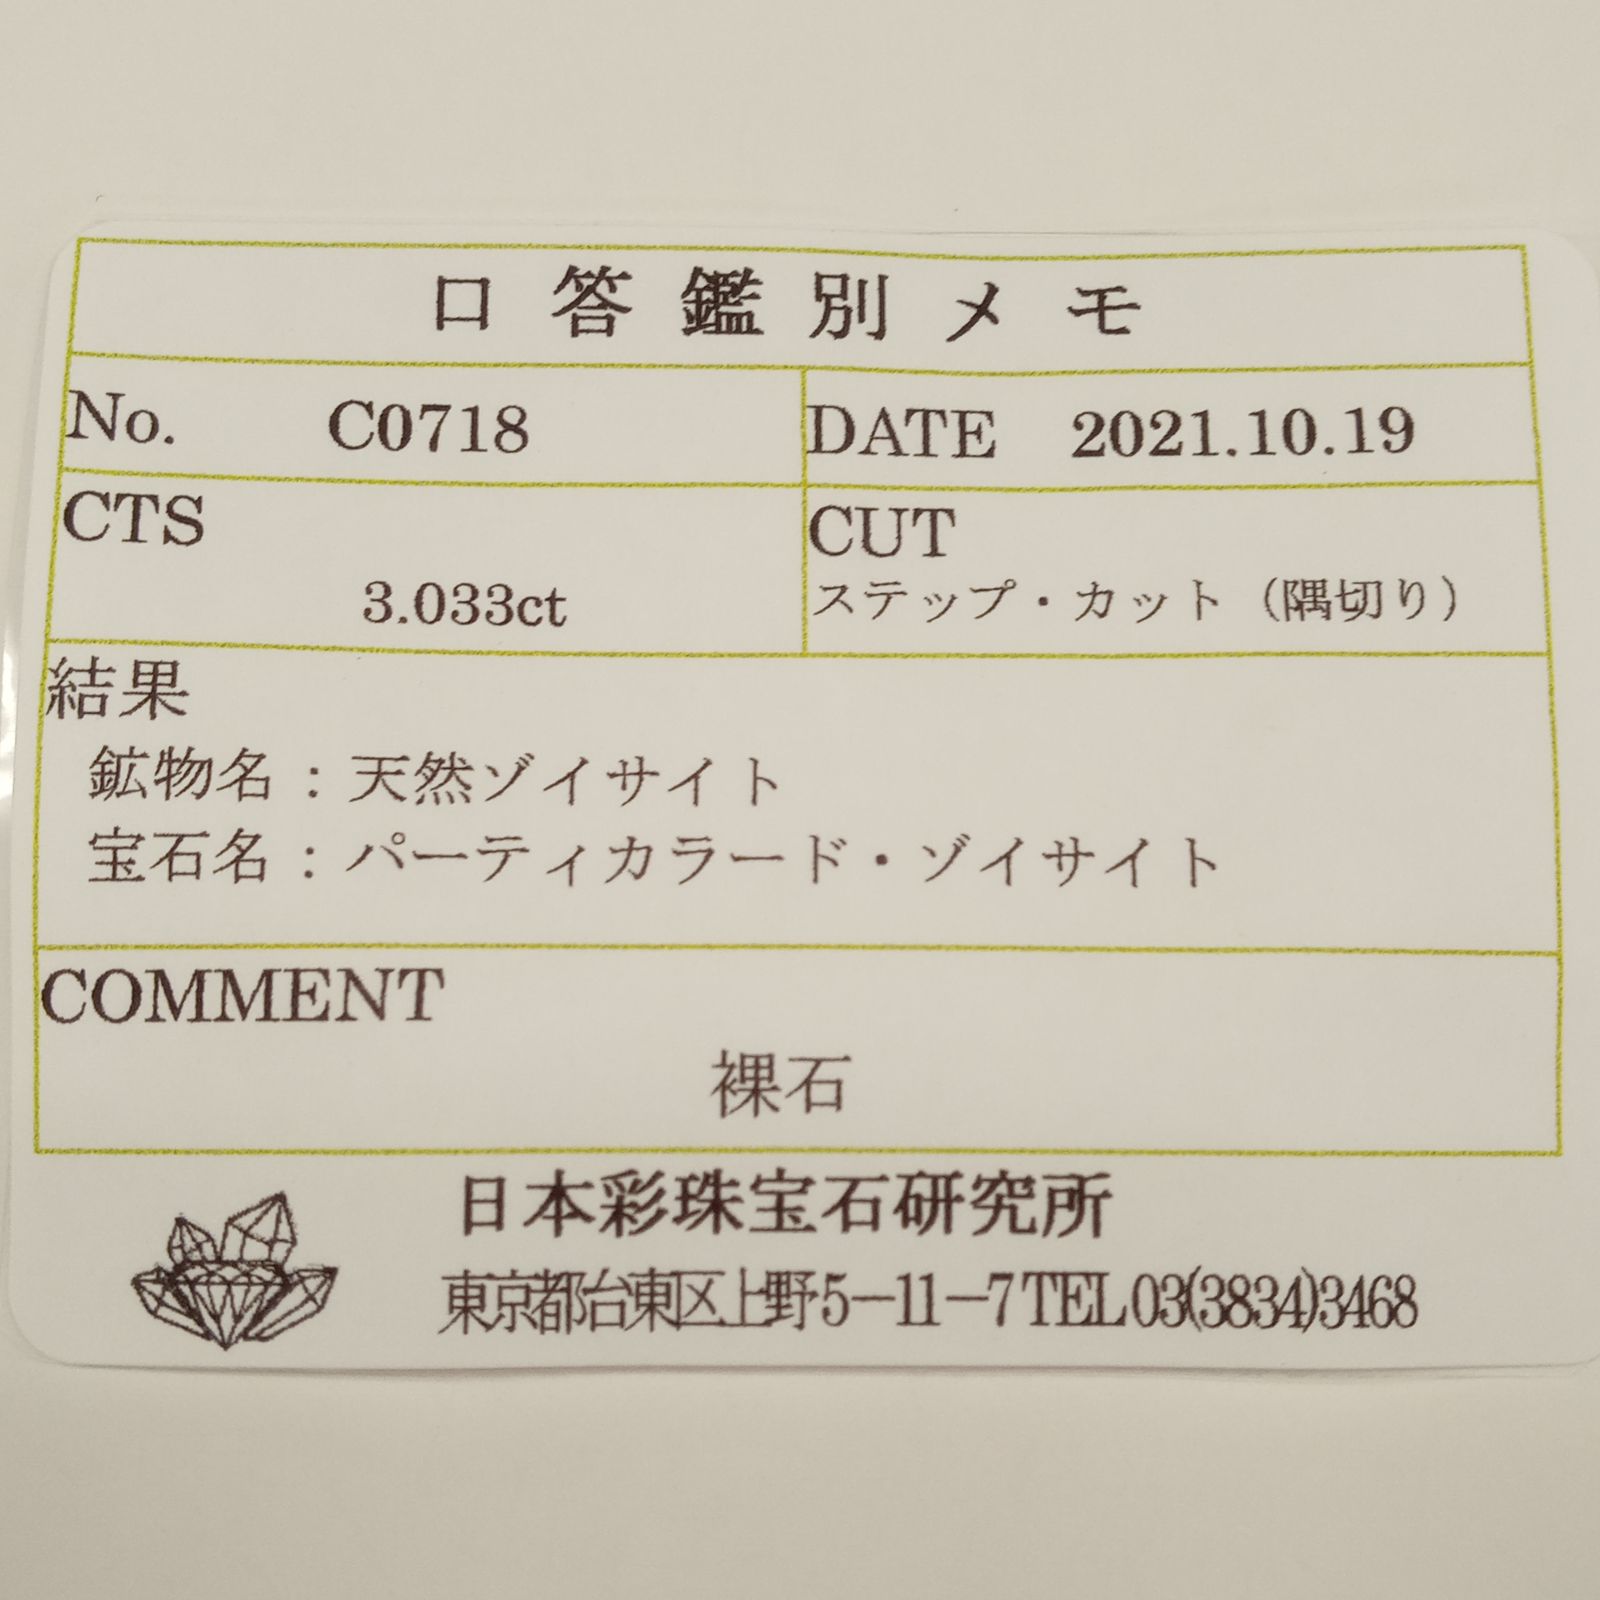 口答鑑別メモ
No. C0718
DATE 2021.10.19
CTS
3.033ct
CUT
ステップ・カット（隅切り）
結果
鉱物名：天然ゾイサイト
宝石名：パーティカラード・ゾイサイト
COMMENT
裸石
日本彩珠宝石研究所
東京都台東区上野5－11－7 TEL 03(3834)3468